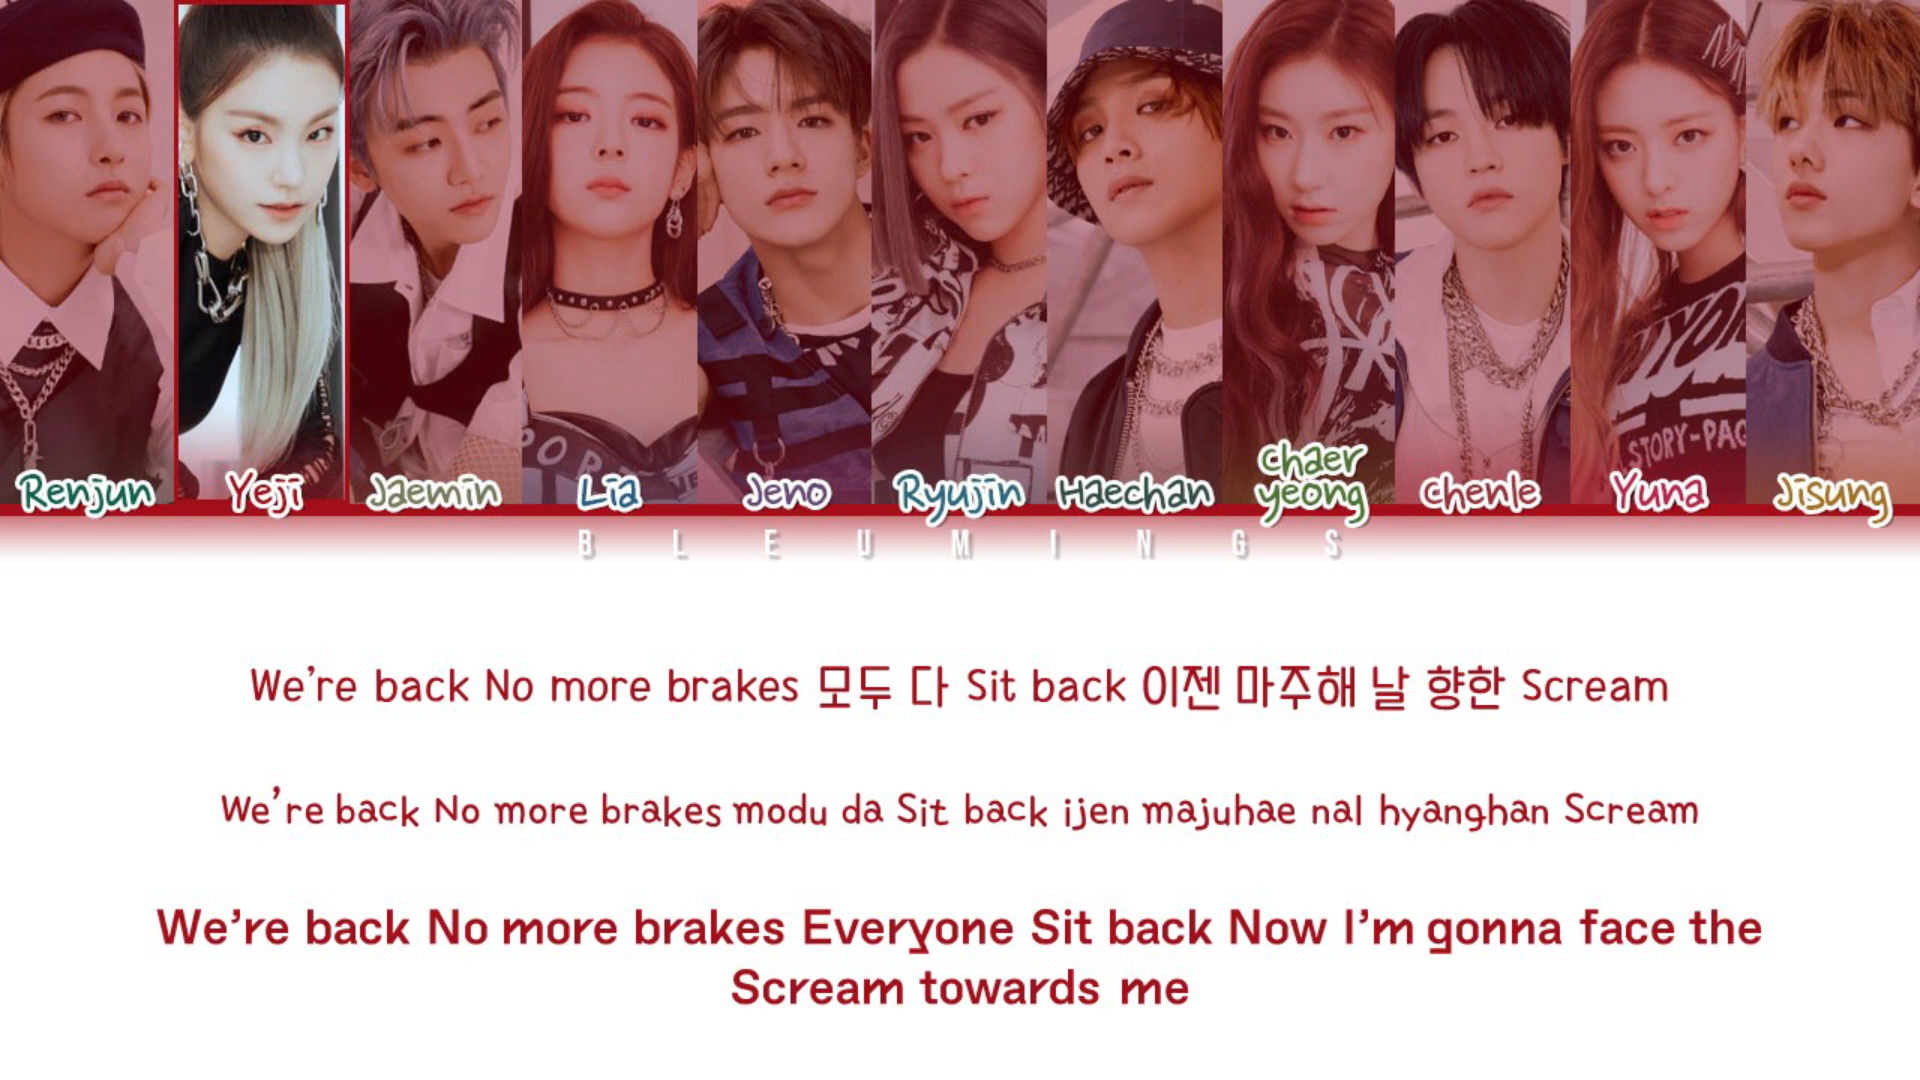 STORY-PAG
Renjun Yeji Jaemin Lia Jeno Ryujin Haechan chaer yeong chenle Yuna Jisung
BLEUMINGS
We're back No more brakes 모두 다 Sit back 이젠 마주해 날 향한 Scream
We're back No more brakes modu da Sit back ijen majuhae nal hyanghan Scream
We're back No more brakes Everyone Sit back Now I'm gonna face the
Scream towards me